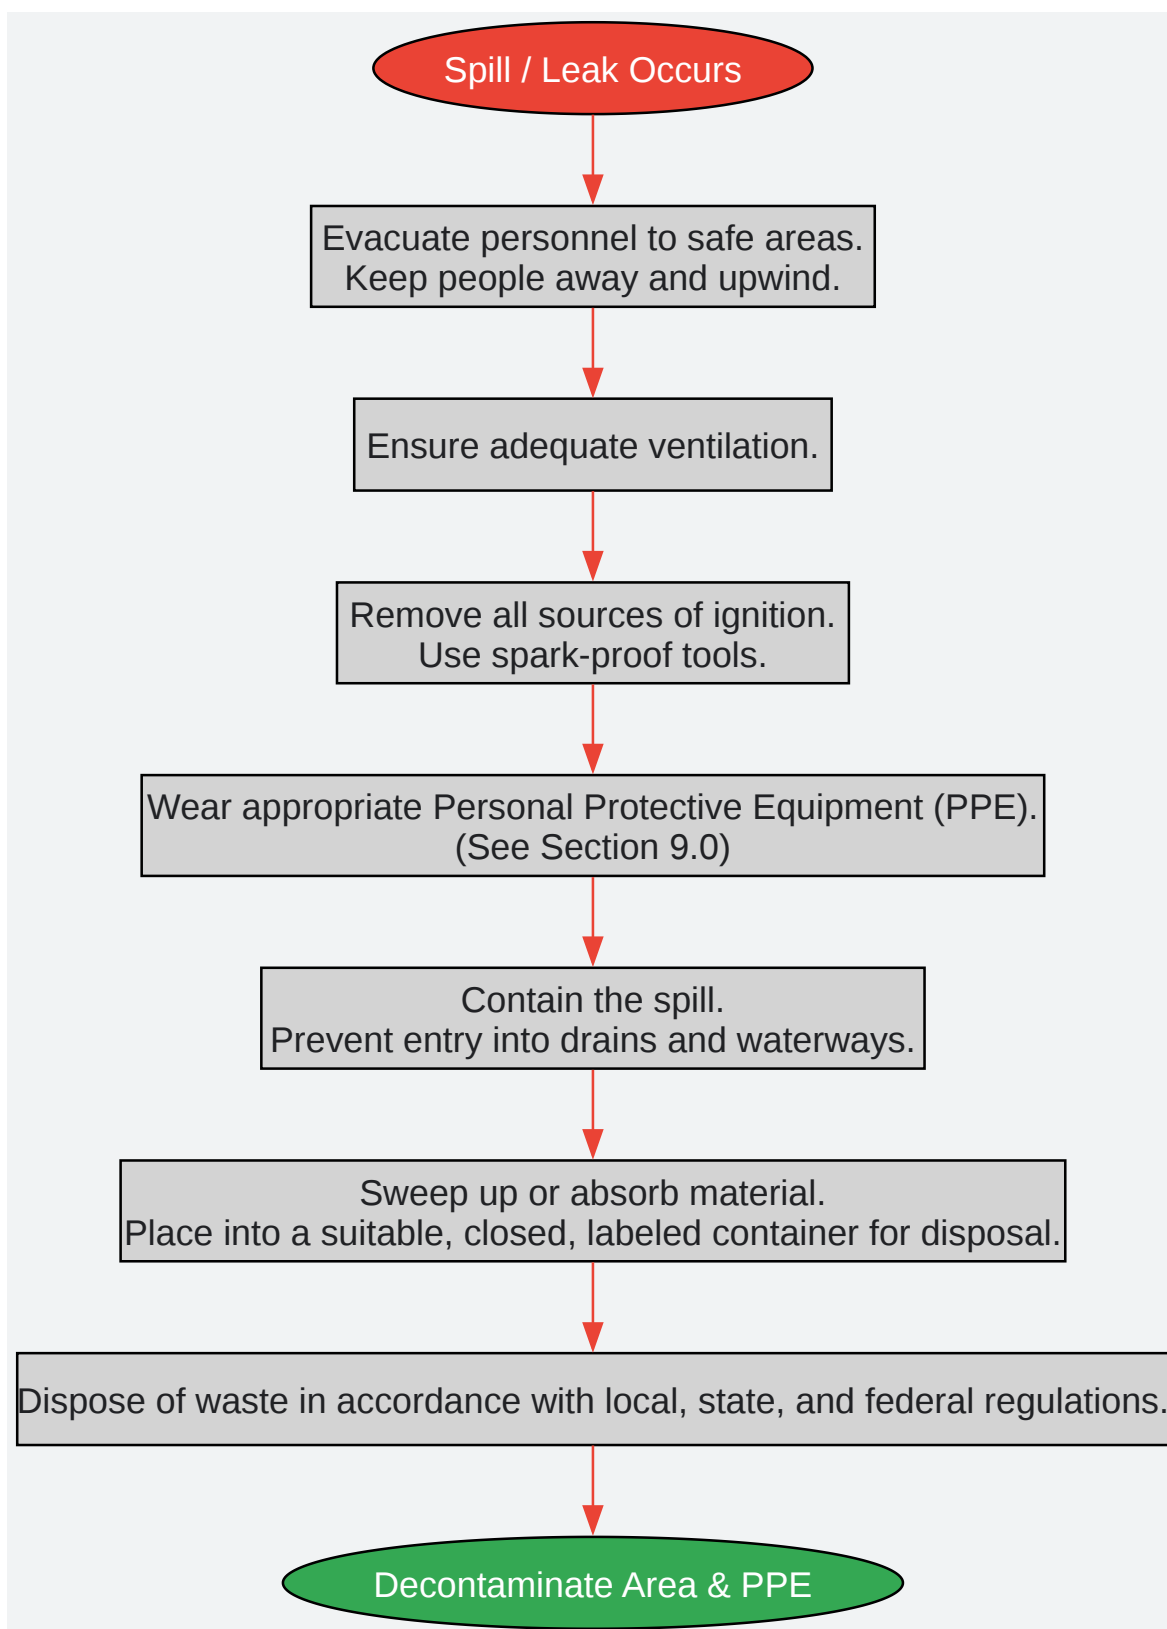 Spill / Leak Occurs
Evacuate personnel to safe areas.
Keep people away and upwind.
Ensure adequate ventilation.
Remove all sources of ignition.
Use spark-proof tools.
Wear appropriate Personal Protective Equipment (PPE).
(See Section 9.0)
Contain the spill.
Prevent entry into drains and waterways.
Sweep up or absorb material.
Place into a suitable, closed, labeled container for disposal.
Dispose of waste in accordance with local, state, and federal regulations.
Decontaminate Area & PPE